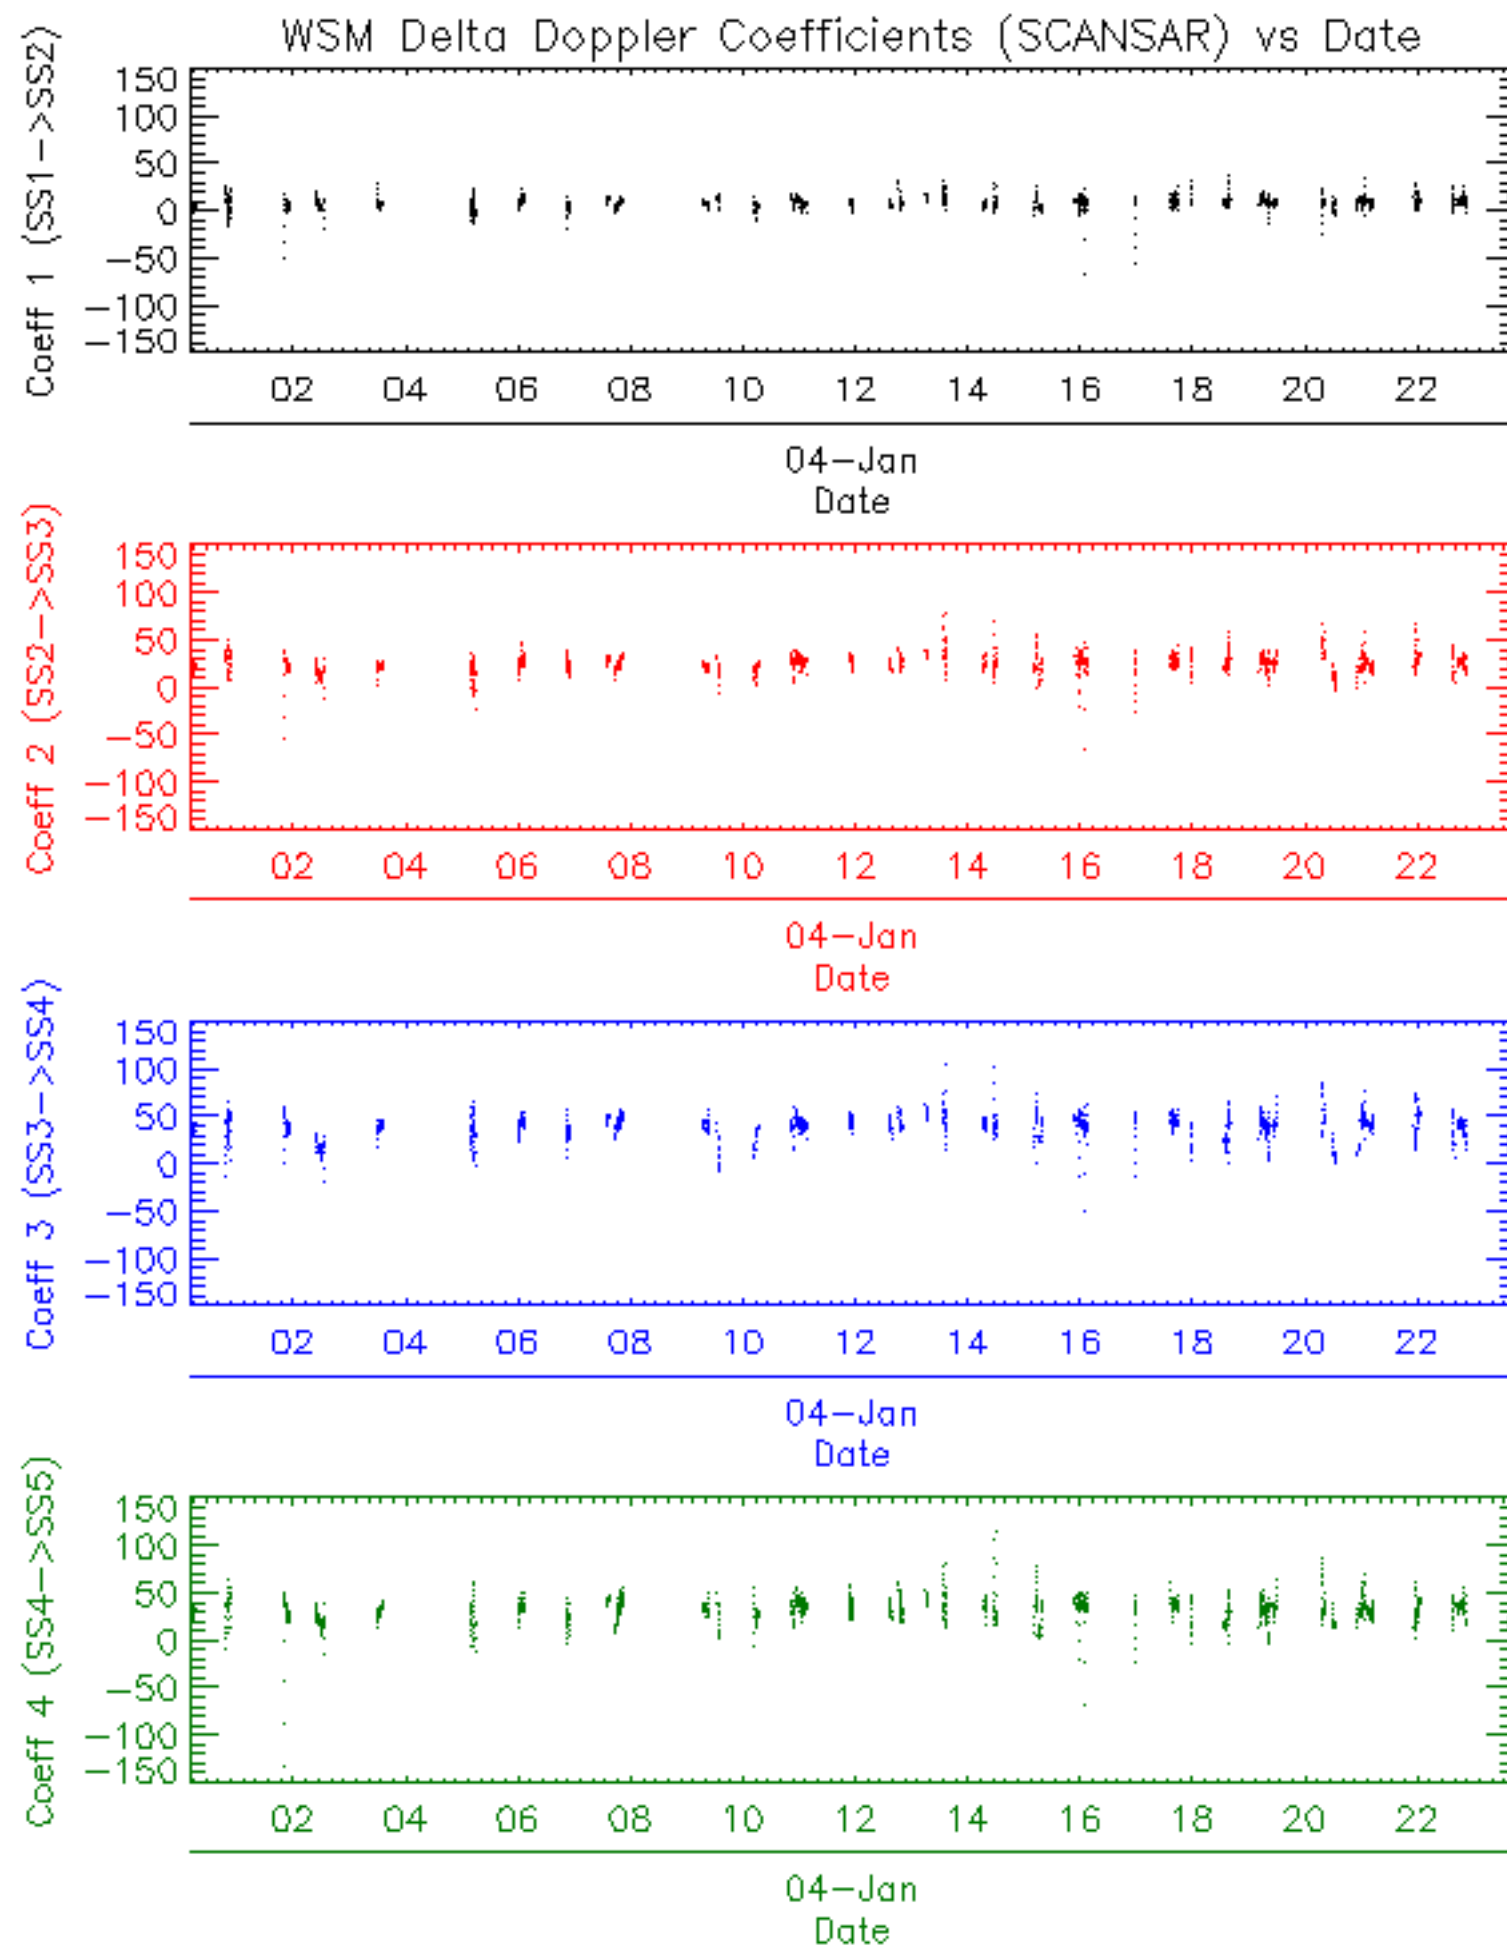 WSM Delta Doppler Coefficients (SCANSAR) vs Date
Coeff 1 (SS1->SS2)
150
100
50
0
-50
-100
-150
02 04 06 08 10 12 14 16 18 20 22
04-Jan
Date
Coeff 2 (SS2->SS3)
150
100
50
0
-50
-100
-150
02 04 06 08 10 12 14 16 18 20 22
04-Jan
Date
Coeff 3 (SS3->SS4)
150
100
50
0
-50
-100
-150
02 04 06 08 10 12 14 16 18 20 22
04-Jan
Date
Coeff 4 (SS4->SS5)
150
100
50
0
-50
-100
-150
02 04 06 08 10 12 14 16 18 20 22
04-Jan
Date